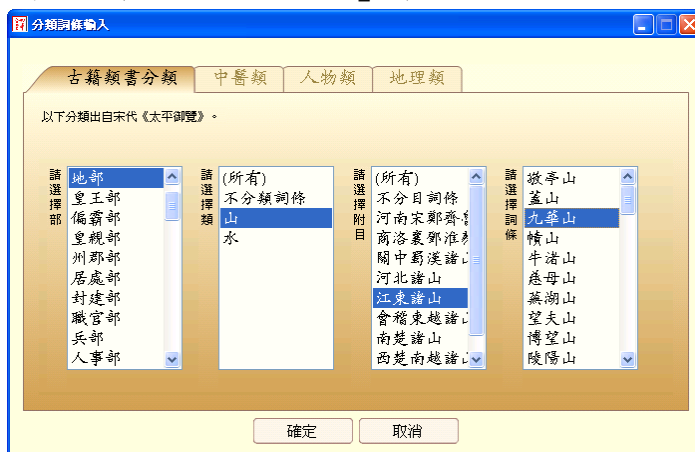 分類詞條輸入
古籍類書分類
中醫類
人物類
地理類
以下分類出自宋代《太平御覽》。
請選擇部
地部
皇王部
偏霸部
皇親部
州郡部
居處部
封建部
職官部
兵部
人事部
請選擇類
(所有)
不分類詞條
山
水
請選擇附目
(所有)
不分目詞條
河南宋鄭齊魯
商洛襄鄧淮蔡
關中蜀漢諸山
河北諸山
江東諸山
會稽東越諸山
南楚諸山
西楚南越諸山
請選擇詞條
敬亭山
蓋山
九華山
幘山
牛渚山
慈母山
蕪湖山
望夫山
博望山
陵陽山
確定
取消